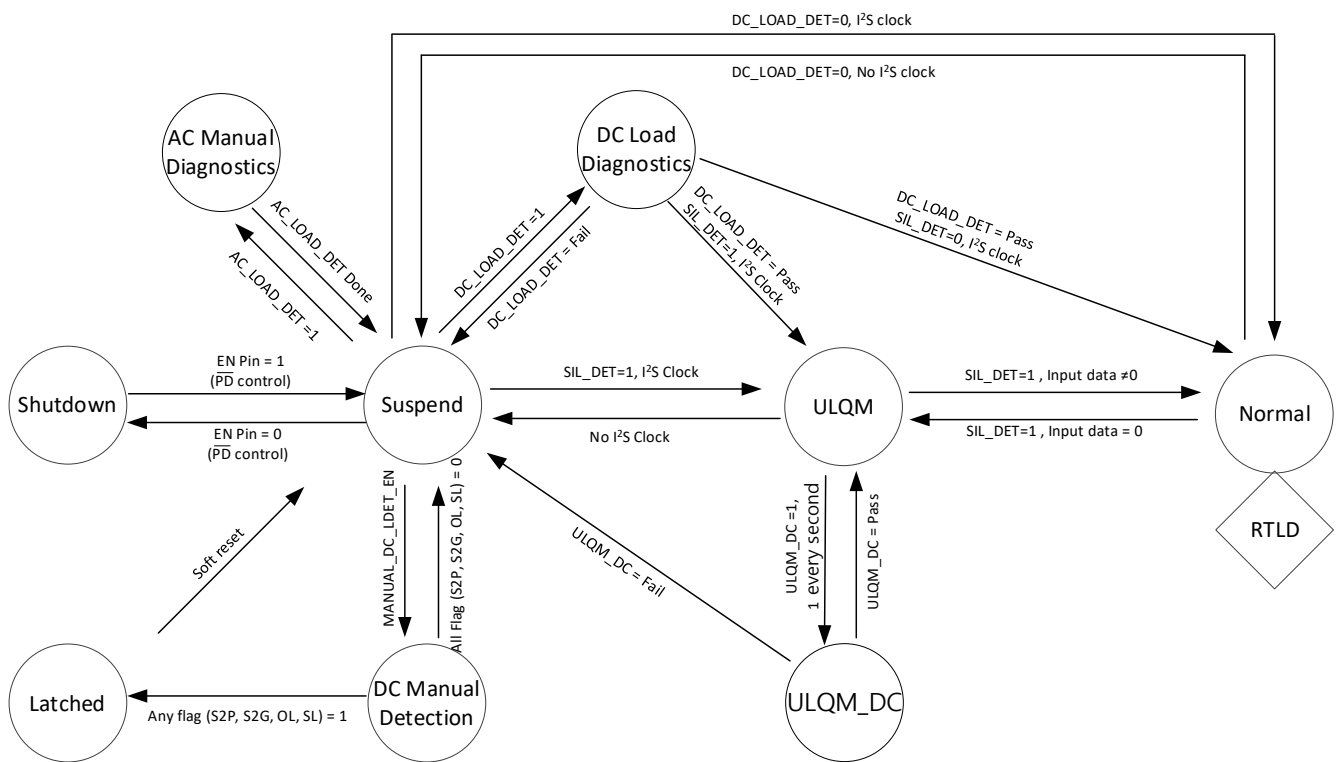 DC_LOAD_DET=0, I²S clock
DC_LOAD_DET=0, No I²S clock
AC Manual
Diagnostics
DC Load
Diagnostics
AC_LOAD_DET Done
AC_LOAD_DET =1
DC_LOAD_DET =1
DC_LOAD_DET = Fail
DC_LOAD_DET = Pass
SIL_DET=1, I²S Clock
DC_LOAD_DET = Pass
SIL_DET=0, I²S clock
Shutdown
EN Pin = 1
(P̅D̅ control)
EN Pin = 0
(P̅D̅ control)
Suspend
SIL_DET=1, I²S Clock
No I²S Clock
ULQM
SIL_DET=1 , Input data ≠0
SIL_DET=1 , Input data = 0
Normal
RTLD
Soft reset
MANUAL_DC_LDET_EN
All Flag (S2P, S2G, OL, SL) = 0
ULQM_DC = Fail
ULQM_DC =1,
1 every second
ULQM_DC = Pass
Latched
Any flag (S2P, S2G, OL, SL) = 1
DC Manual
Detection
ULQM_DC